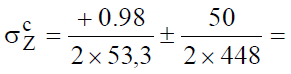 σ_Z^c = + 0.98 / 2 × 53,3 ± 50 / 2 × 448 =